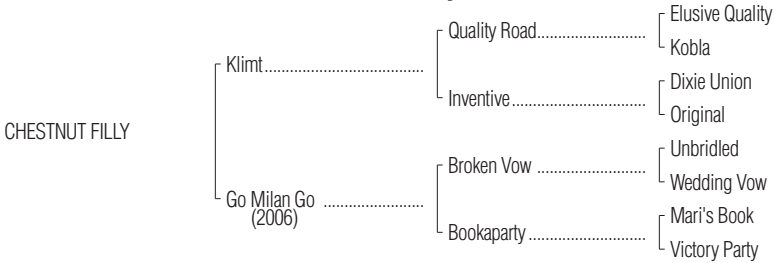 Elusive Quality
Quality Road
Kobla
Klimt
Dixie Union
Inventive
Original
CHESTNUT FILLY
Unbridled
Broken Vow
Wedding Vow
Go Milan Go
(2006)
Mari's Book
Bookaparty
Victory Party